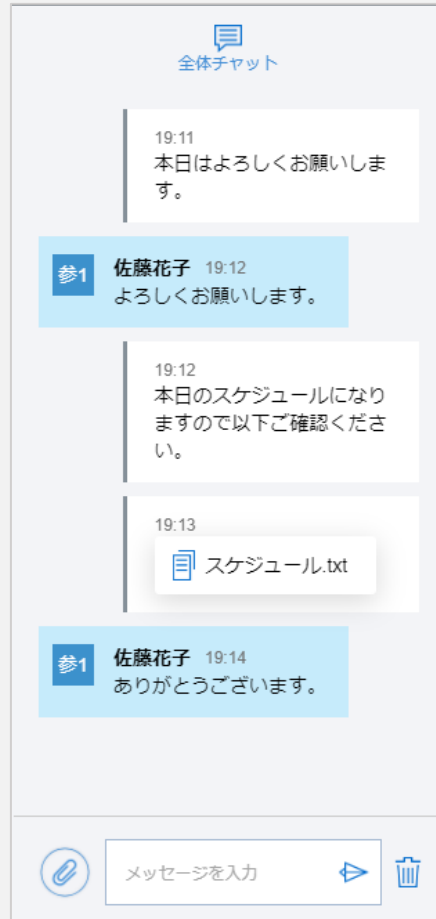 全体チャット
19:11
本日はよろしくお願いしま
す。
参1 佐藤花子 19:12
よろしくお願いします。
19:12
本日のスケジュールになり
ますので以下ご確認くださ
い。
19:13
スケジュール.txt
参1 佐藤花子 19:14
ありがとうございます。
メッセージを入力